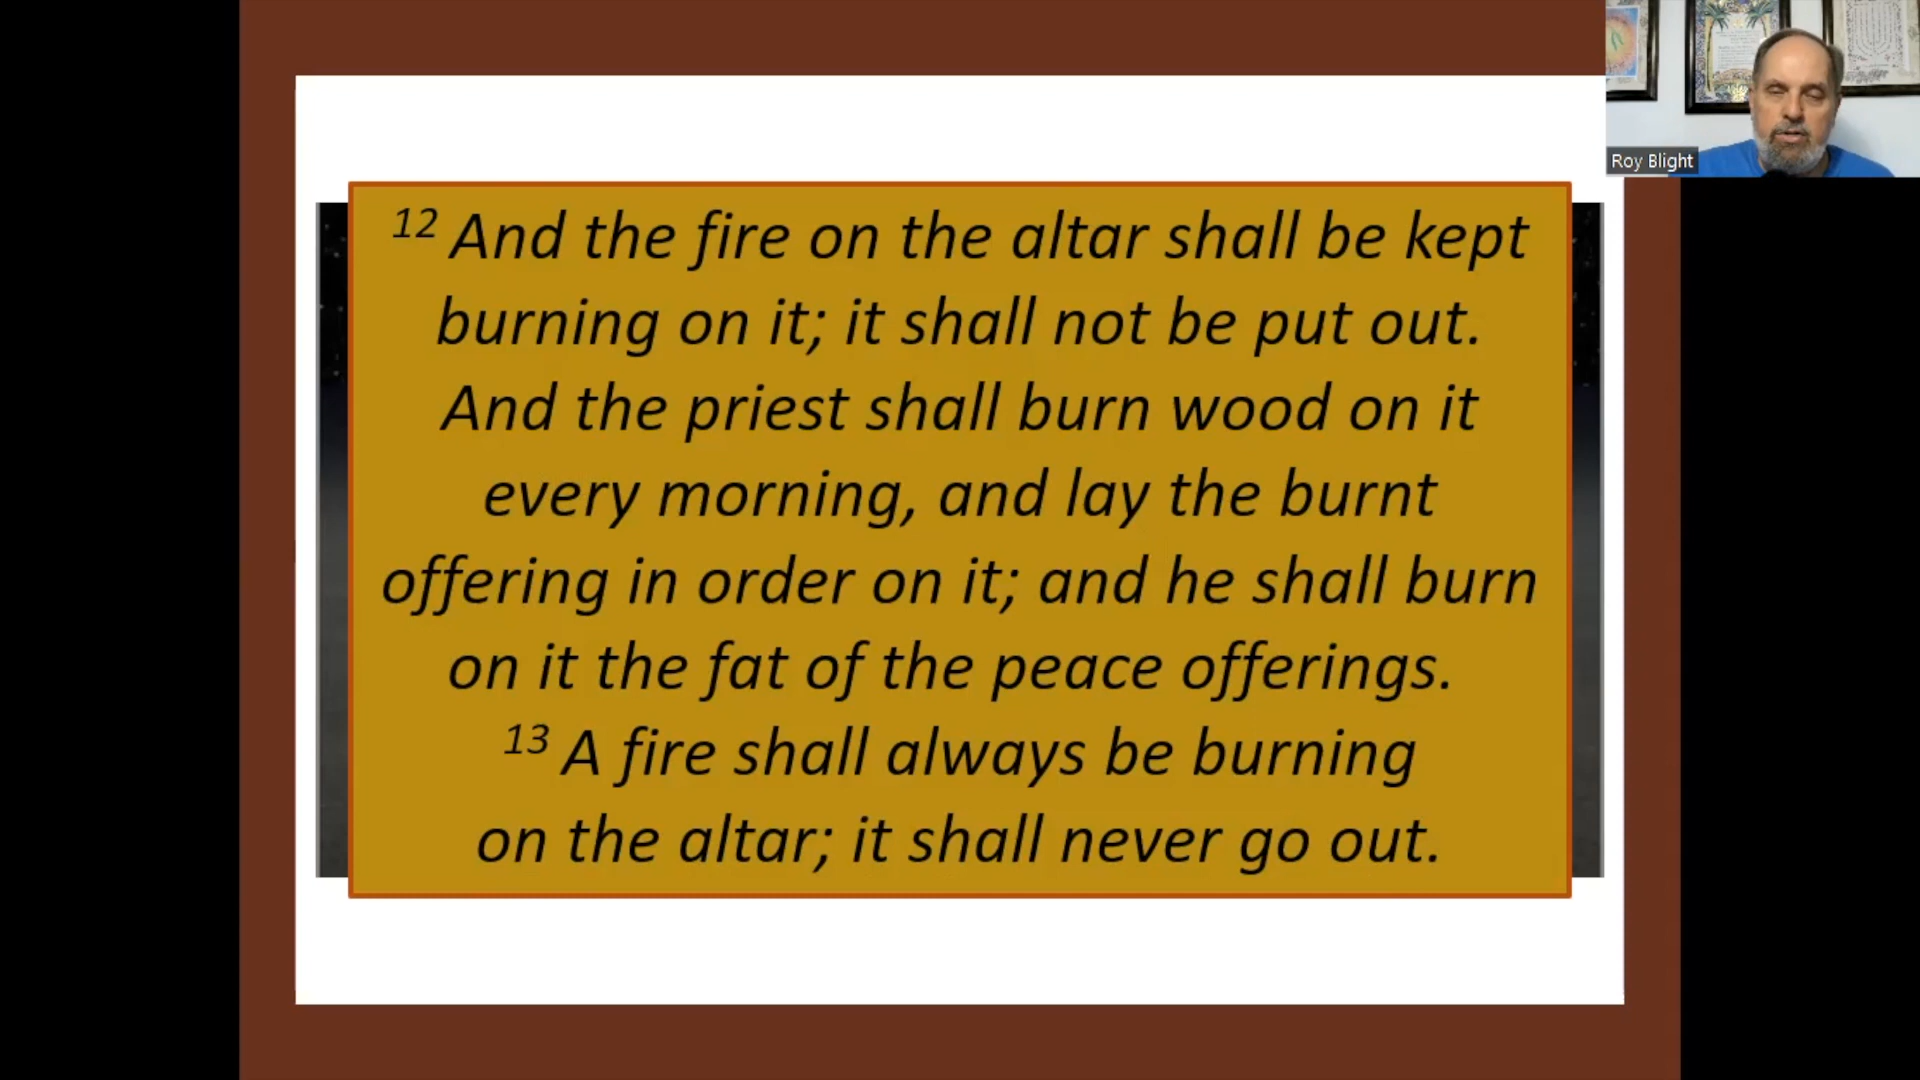 12 And the fire on the altar shall be kept
burning on it; it shall not be put out.
And the priest shall burn wood on it
every morning, and lay the burnt
offering in order on it; and he shall burn
on it the fat of the peace offerings.
13 A fire shall always be burning
on the altar; it shall never go out.
Roy Blight